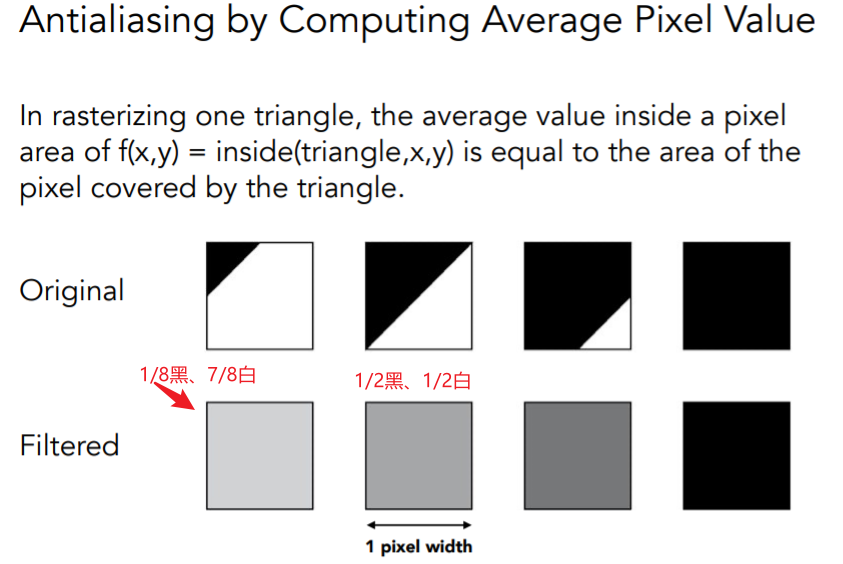 Antialiasing by Computing Average Pixel Value
In rasterizing one triangle, the average value inside a pixel
area of f(x,y) = inside(triangle,x,y) is equal to the area of the
pixel covered by the triangle.
Original
1/8黑、7/8白
1/2黑、1/2白
Filtered
1 pixel width